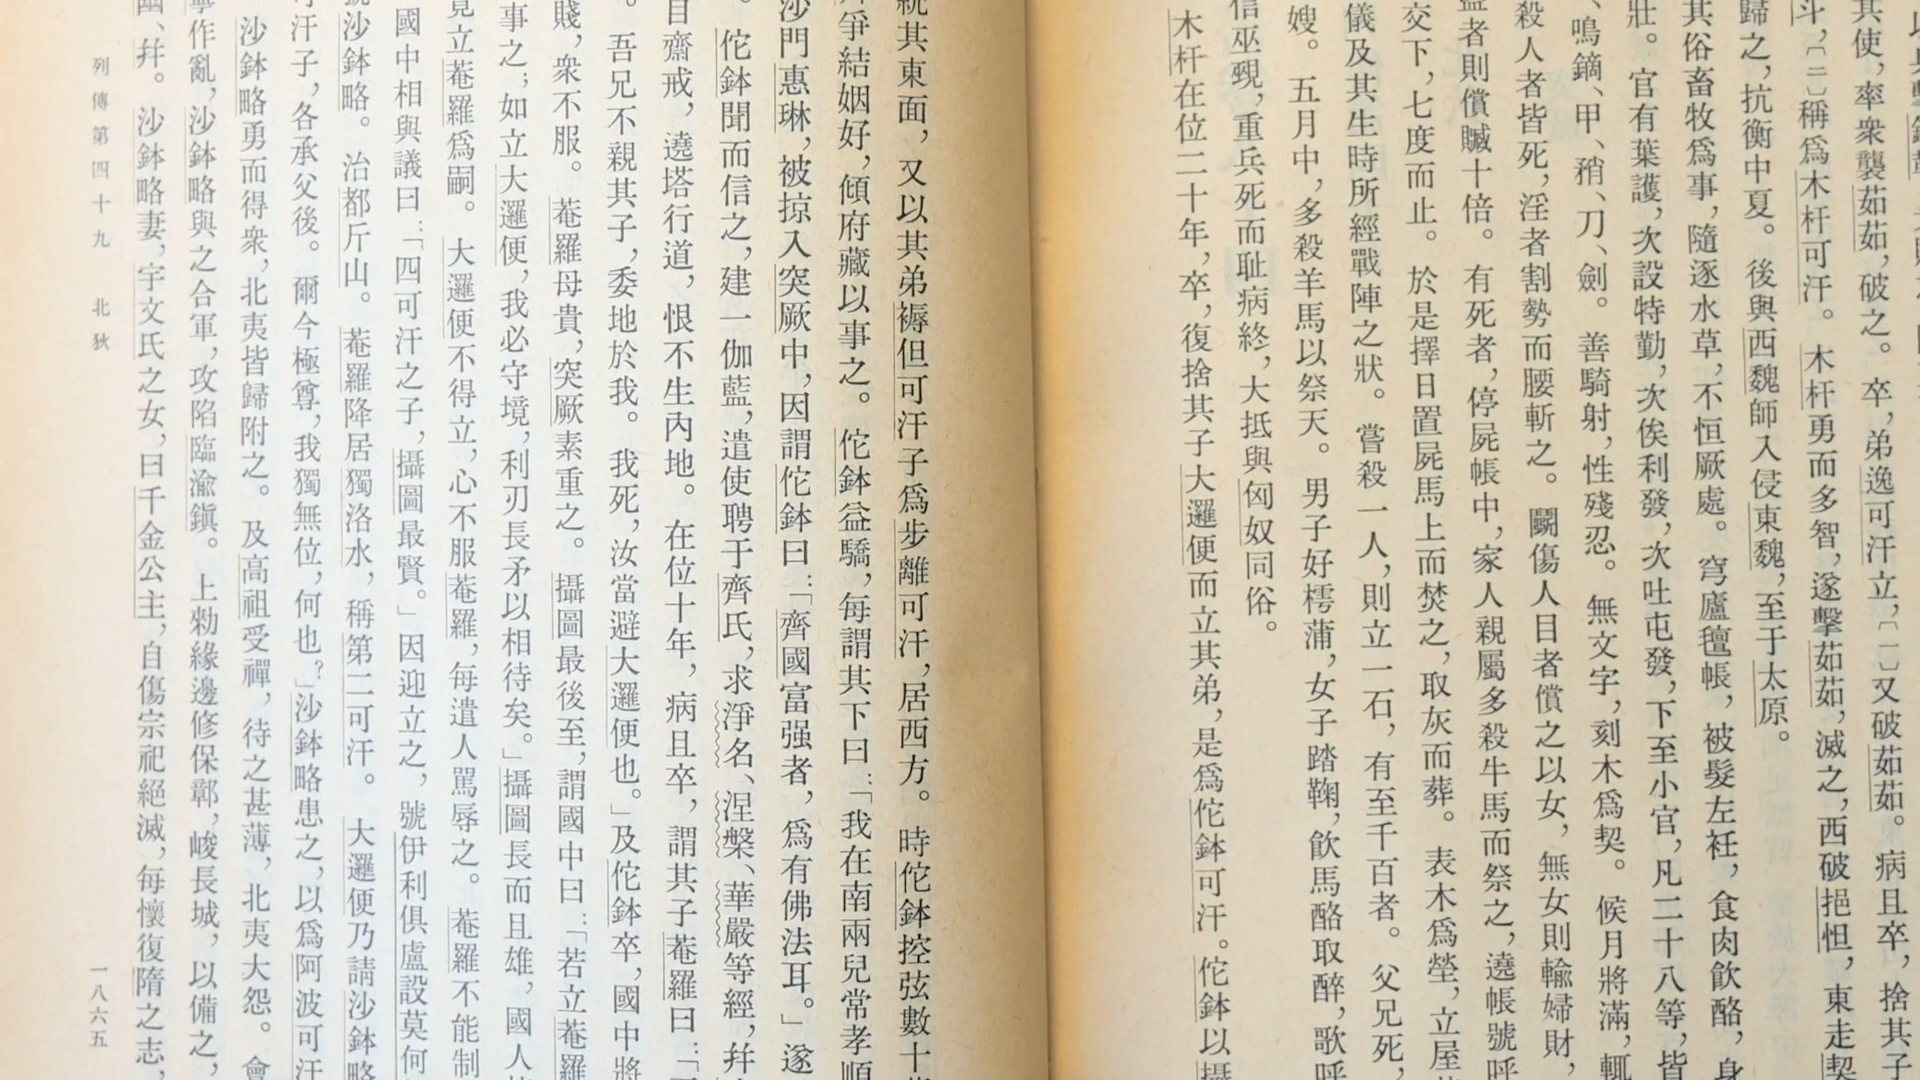 其使，率衆襲茹茹，破之。卒，弟逸可汗立，〔一〕又破茹茹。病且卒，捨其子
斗，〔二〕稱爲木杆可汗。木杆勇而多智，遂擊茹茹，滅之，西破挹怛，東走契
歸之，抗衡中夏。後與西魏師入侵東魏，至于太原。
其俗畜牧爲事，隨逐水草，不恒厥處。穹廬氊帳，被髮左衽，食肉飲酪，身
壯。官有葉護，次設特勤，次俟利發，次吐屯發，下至小官，凡二十八等，皆
、鳴鏑、甲、矟、刀、劍。善騎射，性殘忍。無文字，刻木爲契。候月將滿，輒
殺人者皆死，淫者割勢而腰斬之。鬭傷人目者償之以女，無女則輸婦財，
盜者則償贓十倍。有死者，停屍帳中，家人親屬多殺牛馬而祭之，遶帳號呼
交下，七度而止。於是擇日置屍馬上而焚之，取灰而葬。表木爲塋，立屋
儀及其生時所經戰陣之狀。嘗殺一人，則立一石，有至千百者。父兄死，
嫂。五月中，多殺羊馬以祭天。男子好樗蒲，女子踏鞠，飲馬酪取醉，歌呼
信巫覡，重兵死而耻病終，大抵與匈奴同俗。
木杆在位二十年，卒，復捨其子大邏便而立其弟，是爲佗鉢可汗。佗鉢以攝
統其東面，又以其弟褥但可汗子爲步離可汗，居西方。時佗鉢控弦數十
爭結姻好，傾府藏以事之。佗鉢益驕，每謂其下曰：「我在南兩兒常孝順
沙門惠琳，被掠入突厥中，因謂佗鉢曰：「齊國富强者，爲有佛法耳。」遂
。佗鉢聞而信之，建一伽藍，遣使聘于齊氏，求淨名、涅槃、華嚴等經，幷
目齋戒，遶塔行道，恨不生內地。在位十年，病且卒，謂其子菴羅曰：「
。吾兄不親其子，委地於我。我死，汝當避大邏便也。」及佗鉢卒，國中將
賤，衆不服。菴羅母貴，突厥素重之。攝圖最後至，謂國中曰：「若立菴羅
事之；如立大邏便，我必守境，利刃長矛以相待矣。」攝圖長而且雄，國人
竟立菴羅爲嗣。大邏便不得立，心不服菴羅，每遣人駡辱之。菴羅不能制
國中相與議曰：「四可汗之子，攝圖最賢。」因迎立之，號伊利俱盧設莫何
號沙鉢略。治都斤山。菴羅降居獨洛水，稱第二可汗。大邏便乃請沙鉢略
可汗子，各承父後。爾今極尊，我獨無位，何也？」沙鉢略患之，以爲阿波可汗
沙鉢略勇而得衆，北夷皆歸附之。及高祖受禪，待之甚薄，北夷大怨。會
寧作亂，沙鉢略與之合軍，攻陷臨渝鎮。上勑緣邊修保鄣，峻長城，以備之，
幽、幷。沙鉢略妻，宇文氏之女，曰千金公主，自傷宗祀絕滅，每懷復隋之志，
列傳第四十九　北狄
一八六五